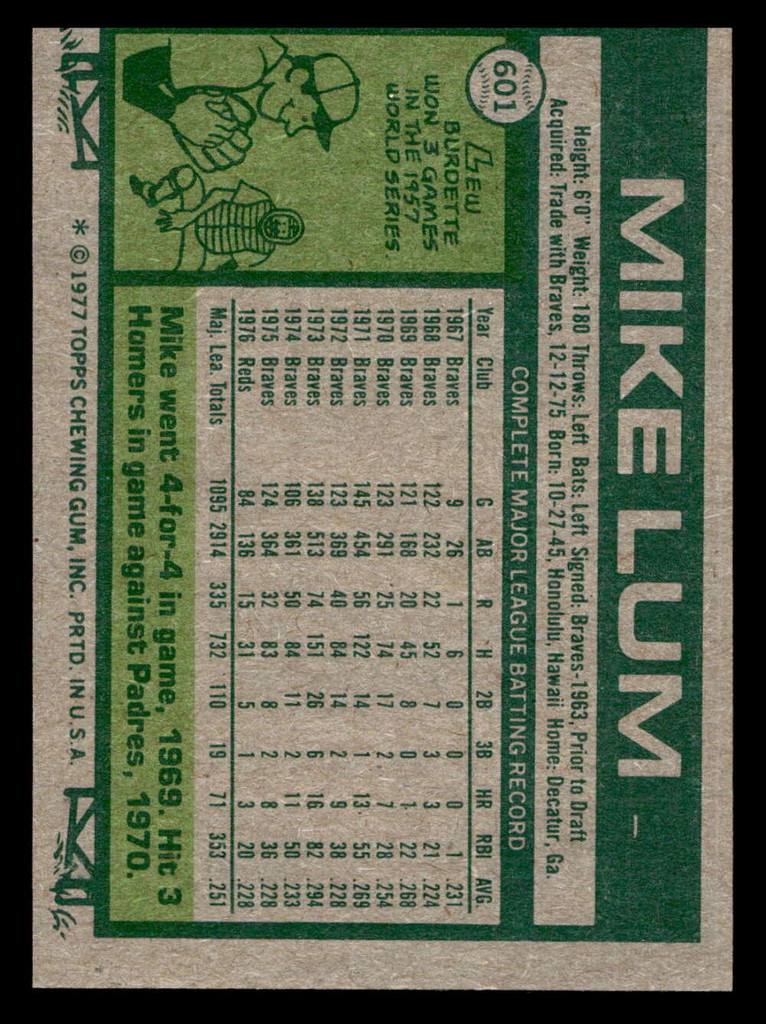 601
MIKE LUM
Height: 6'0" Weight: 180 Throws: Left Bats: Left Signed: Braves-1963, Prior to Draft
Acquired: Trade with Braves, 12-12-75 Born: 10-27-45, Honolulu, Hawaii Home: Decatur, Ga.
COMPLETE MAJOR LEAGUE BATTING RECORD
Year Club G AB R H 2B 3B HR RBI AVG.
1967 Braves 9 26 1 6 0 0 0 1 .231
1968 Braves 122 232 22 52 7 3 3 21 .224
1969 Braves 121 168 20 45 8 0 1 22 .268
1970 Braves 123 291 25 74 17 2 7 28 .254
1971 Braves 145 454 56 122 14 1 13 55 .269
1972 Braves 123 369 40 84 14 2 9 38 .228
1973 Braves 138 513 74 151 26 6 16 82 .294
1974 Braves 106 361 50 84 11 2 11 50 .233
1975 Braves 124 364 32 83 8 2 8 36 .228
1976 Reds 84 136 15 31 5 1 3 20 .228
Maj. Lea. Totals 1095 2914 335 732 110 19 71 353 .251
LEW
BURDETTE
WON 3 GAMES
IN THE 1957
WORLD SERIES.
Mike went 4-for-4 in game, 1969. Hit 3
Homers in game against Padres, 1970.
* © 1977 TOPPS CHEWING GUM, INC. PRTD. IN U.S.A.